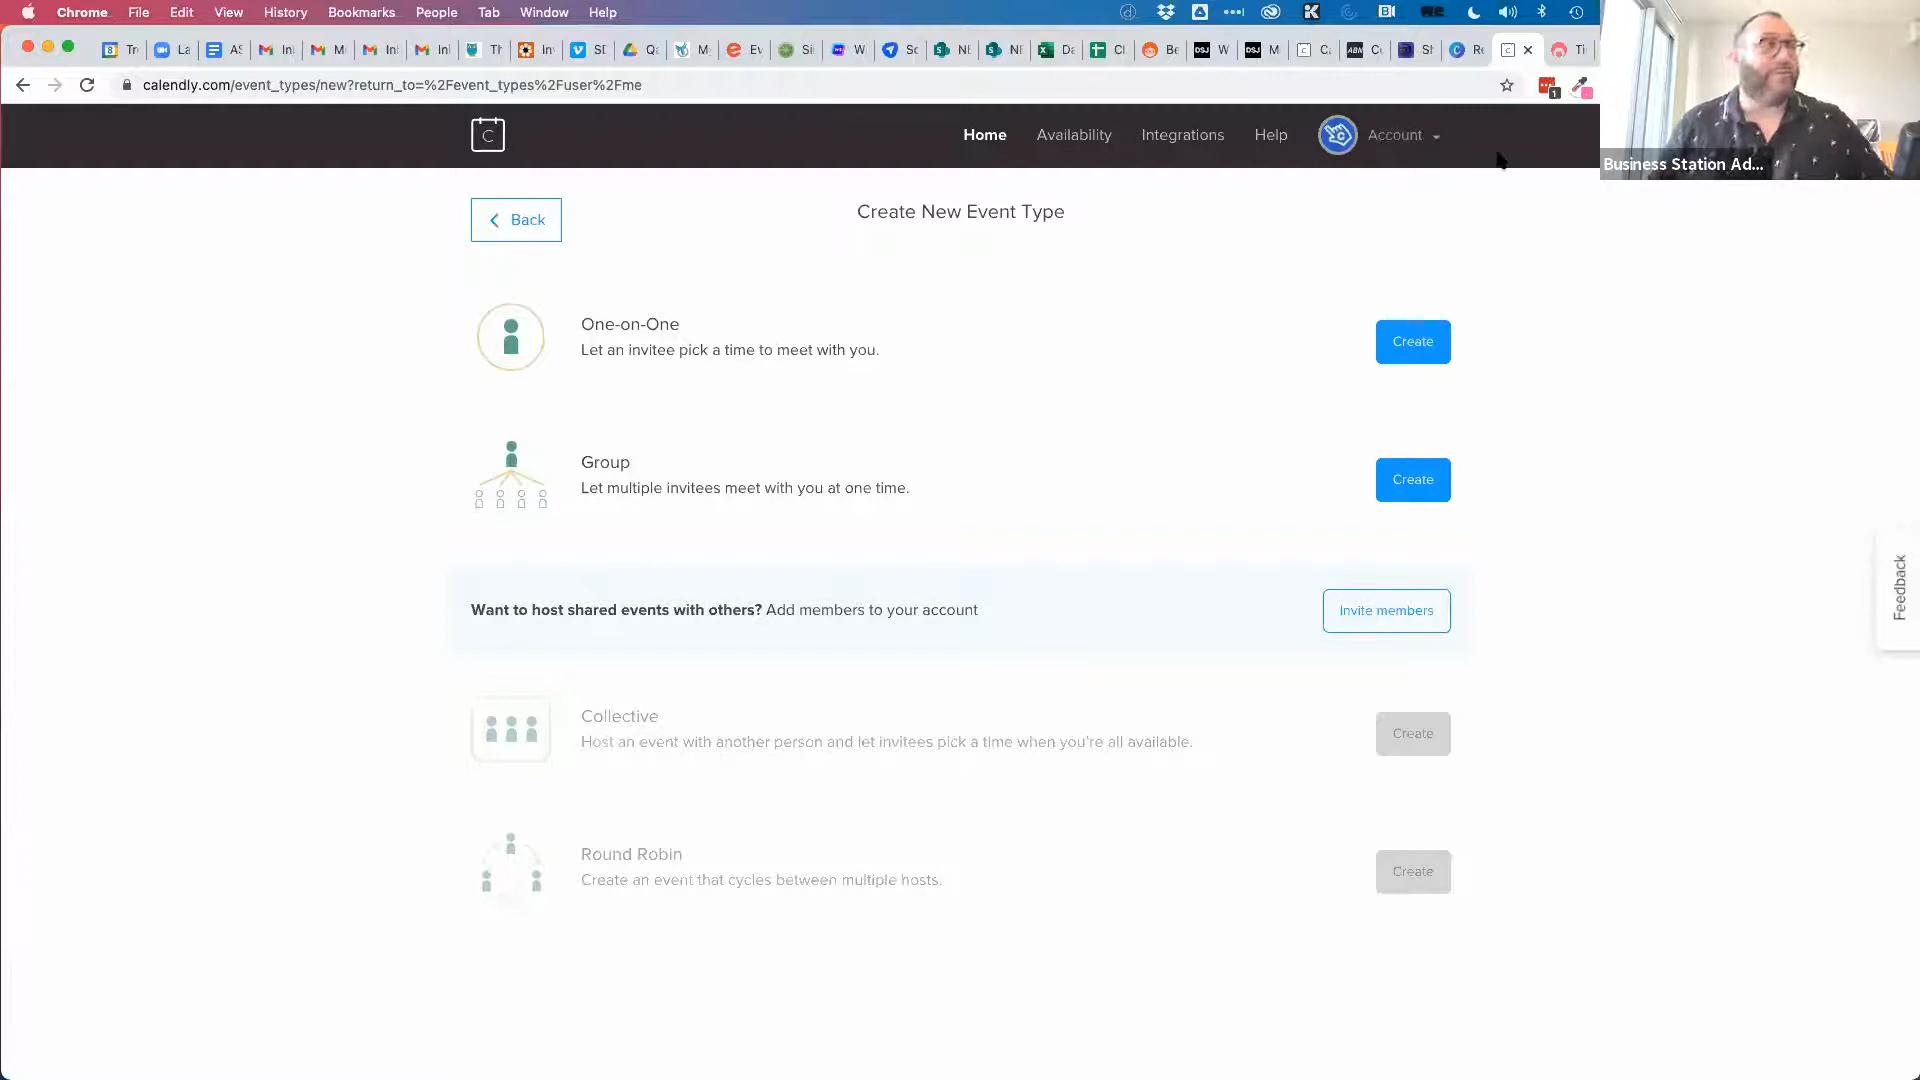 Chrome File Edit View History Bookmarks People Tab Window Help
calendly.com/event_types/new?return_to=%2Fevent_types%2Fuser%2Fme
Home Availability Integrations Help Account
Business Station Ad...
Back
Create New Event Type
One-on-One
Let an invitee pick a time to meet with you.
Create
Group
Let multiple invitees meet with you at one time.
Create
Want to host shared events with others? Add members to your account
Invite members
Feedback
Collective
Host an event with another person and let invitees pick a time when you're all available.
Create
Round Robin
Create an event that cycles between multiple hosts.
Create